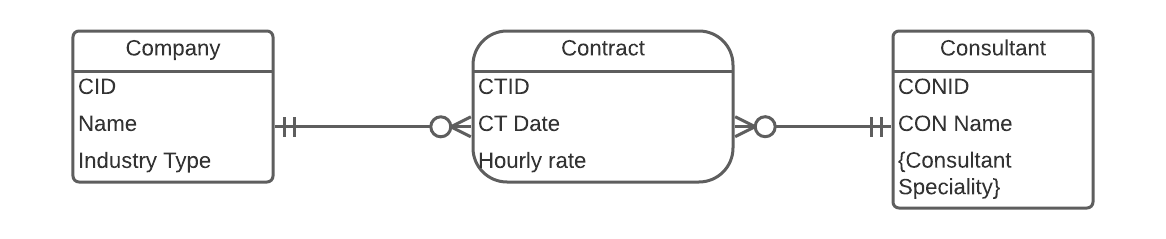 Company
CID
Name
Industry Type
Contract
CTID
CT Date
Hourly rate
Consultant
CONID
CON Name
{Consultant
Speciality}